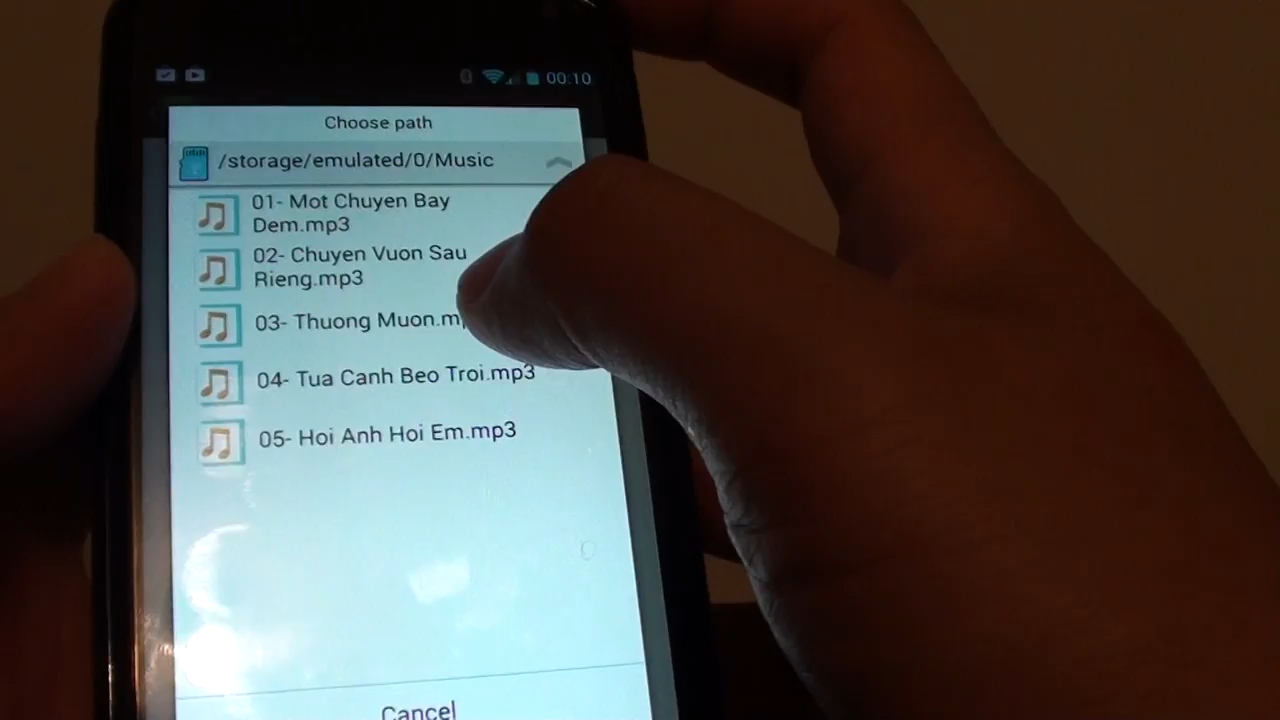 00:10
Choose path
/storage/emulated/0/Music
01- Mot Chuyen Bay
Dem.mp3
02- Chuyen Vuon Sau
Rieng.mp3
03- Thuong Muon.m
04- Tua Canh Beo Troi.mp3
05- Hoi Anh Hoi Em.mp3
Cancel